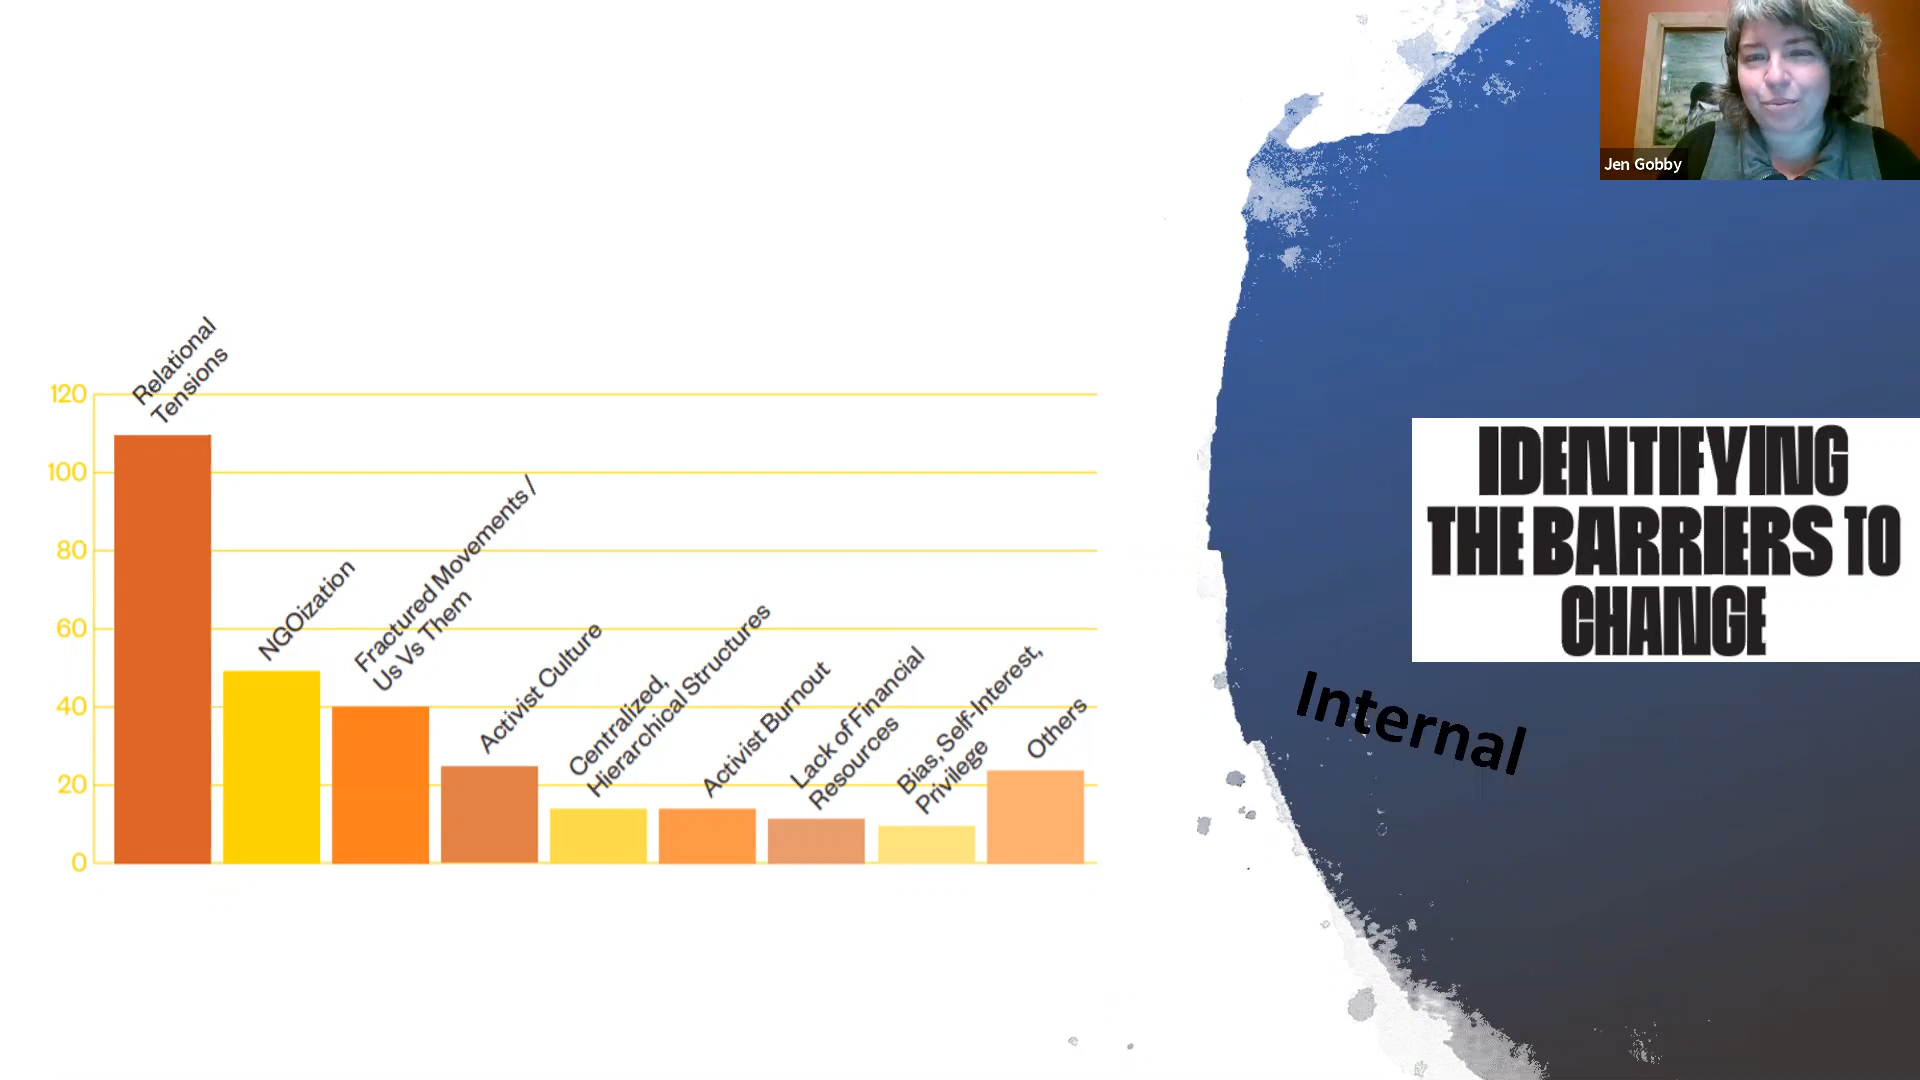 Jen Gobby
IDENTIFYING
THE BARRIERS TO
CHANGE
Internal
120
100
80
60
40
20
0
Relational
Tensions
NGOization
Fractured Movements /
Us Vs Them
Activist Culture
Centralized,
Hierarchical Structures
Activist Burnout
Lack of Financial
Resources
Bias, Self-Interest,
Privilege
Others